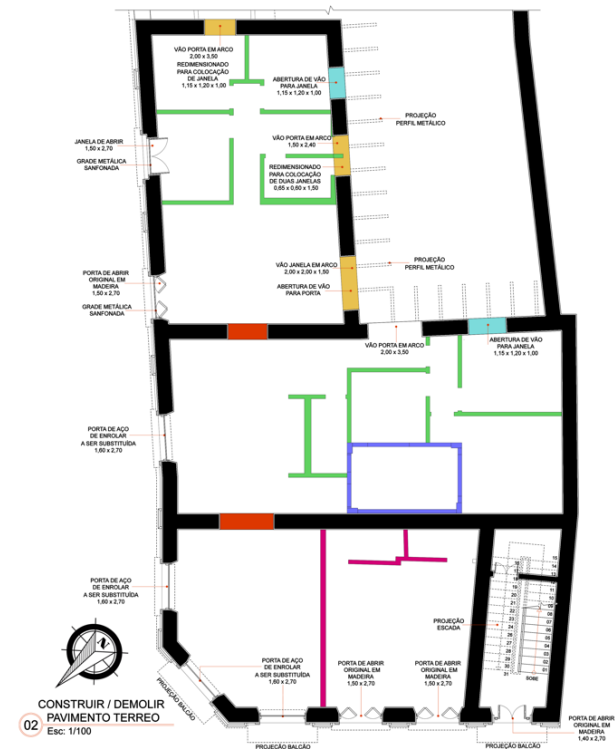 VÃO PORTA EM ARCO
2,00 x 3,50
REDIMENSIONADO
PARA COLOCAÇÃO
DE JANELA
1,15 x 1,20 x 1,00
ABERTURA DE VÃO
PARA JANELA
1,15 x 1,20 x 1,00
PROJEÇÃO
PERFIL METÁLICO
JANELA DE ABRIR
1,50 x 2,70
GRADE METÁLICA
SANFONADA
VÃO PORTA EM ARCO
1,50 x 2,40
REDIMENSIONADO
PARA COLOCAÇÃO
DE DUAS JANELAS
0,65 x 0,60 x 1,50
VÃO JANELA EM ARCO
2,00 x 2,00 x 1,50
ABERTURA DE VÃO
PARA PORTA
PROJEÇÃO
PERFIL METÁLICO
PORTA DE ABRIR
ORIGINAL EM
MADEIRA
1,50 x 2,70
GRADE METÁLICA
SANFONADA
VÃO PORTA EM ARCO
2,00 x 3,50
ABERTURA DE VÃO
PARA JANELA
1,15 x 1,20 x 1,00
PORTA DE AÇO
DE ENROLAR
A SER SUBSTITUÍDA
1,60 x 2,70
PORTA DE AÇO
DE ENROLAR
A SER SUBSTITUÍDA
1,60 x 2,70
PROJEÇÃO
ESCADA
SOBE
PORTA DE AÇO
DE ENROLAR
A SER SUBSTITUÍDA
1,60 x 2,70
PORTA DE ABRIR
ORIGINAL EM
MADEIRA
1,50 x 2,70
PORTA DE ABRIR
ORIGINAL EM
MADEIRA
1,50 x 2,70
PORTA DE ABRIR
ORIGINAL EM
MADEIRA
1,40 x 2,70
PROJEÇÃO BALCÃO
PROJEÇÃO BALCÃO
PROJEÇÃO BALCÃO
N
CONSTRUIR / DEMOLIR
02 PAVIMENTO TERREO
Esc: 1/100